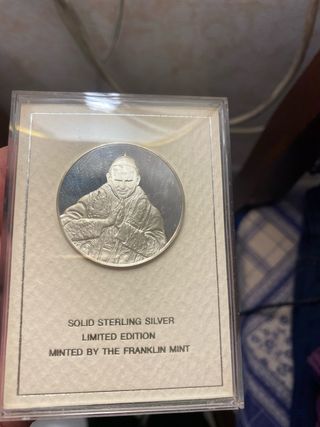 SOLID STERLING SILVER
LIMITED EDITION
MINTED BY THE FRANKLIN MINT